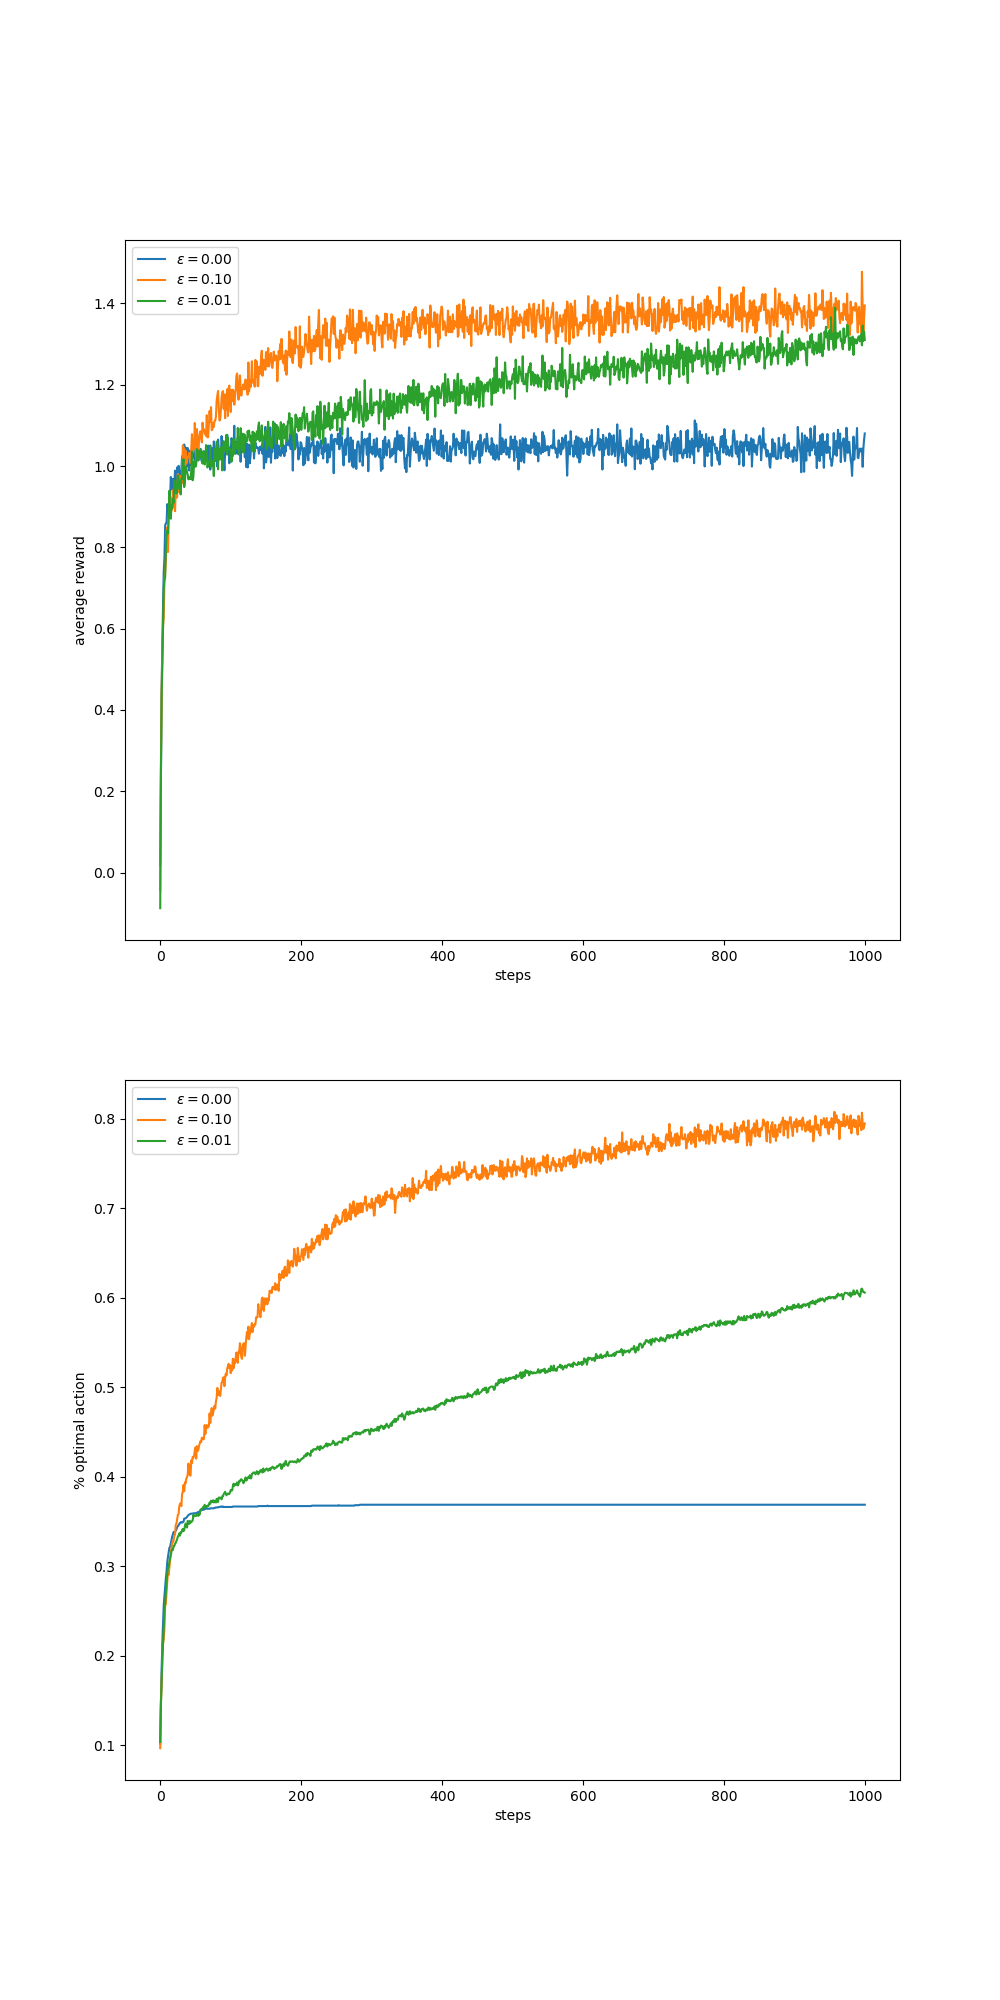 ε = 0.00
ε = 0.10
ε = 0.01
1.4
1.2
1.0
0.8
0.6
0.4
0.2
0.0
average reward
0 200 400 600 800 1000
steps
ε = 0.00
ε = 0.10
ε = 0.01
0.8
0.7
0.6
0.5
0.4
0.3
0.2
0.1
% optimal action
0 200 400 600 800 1000
steps